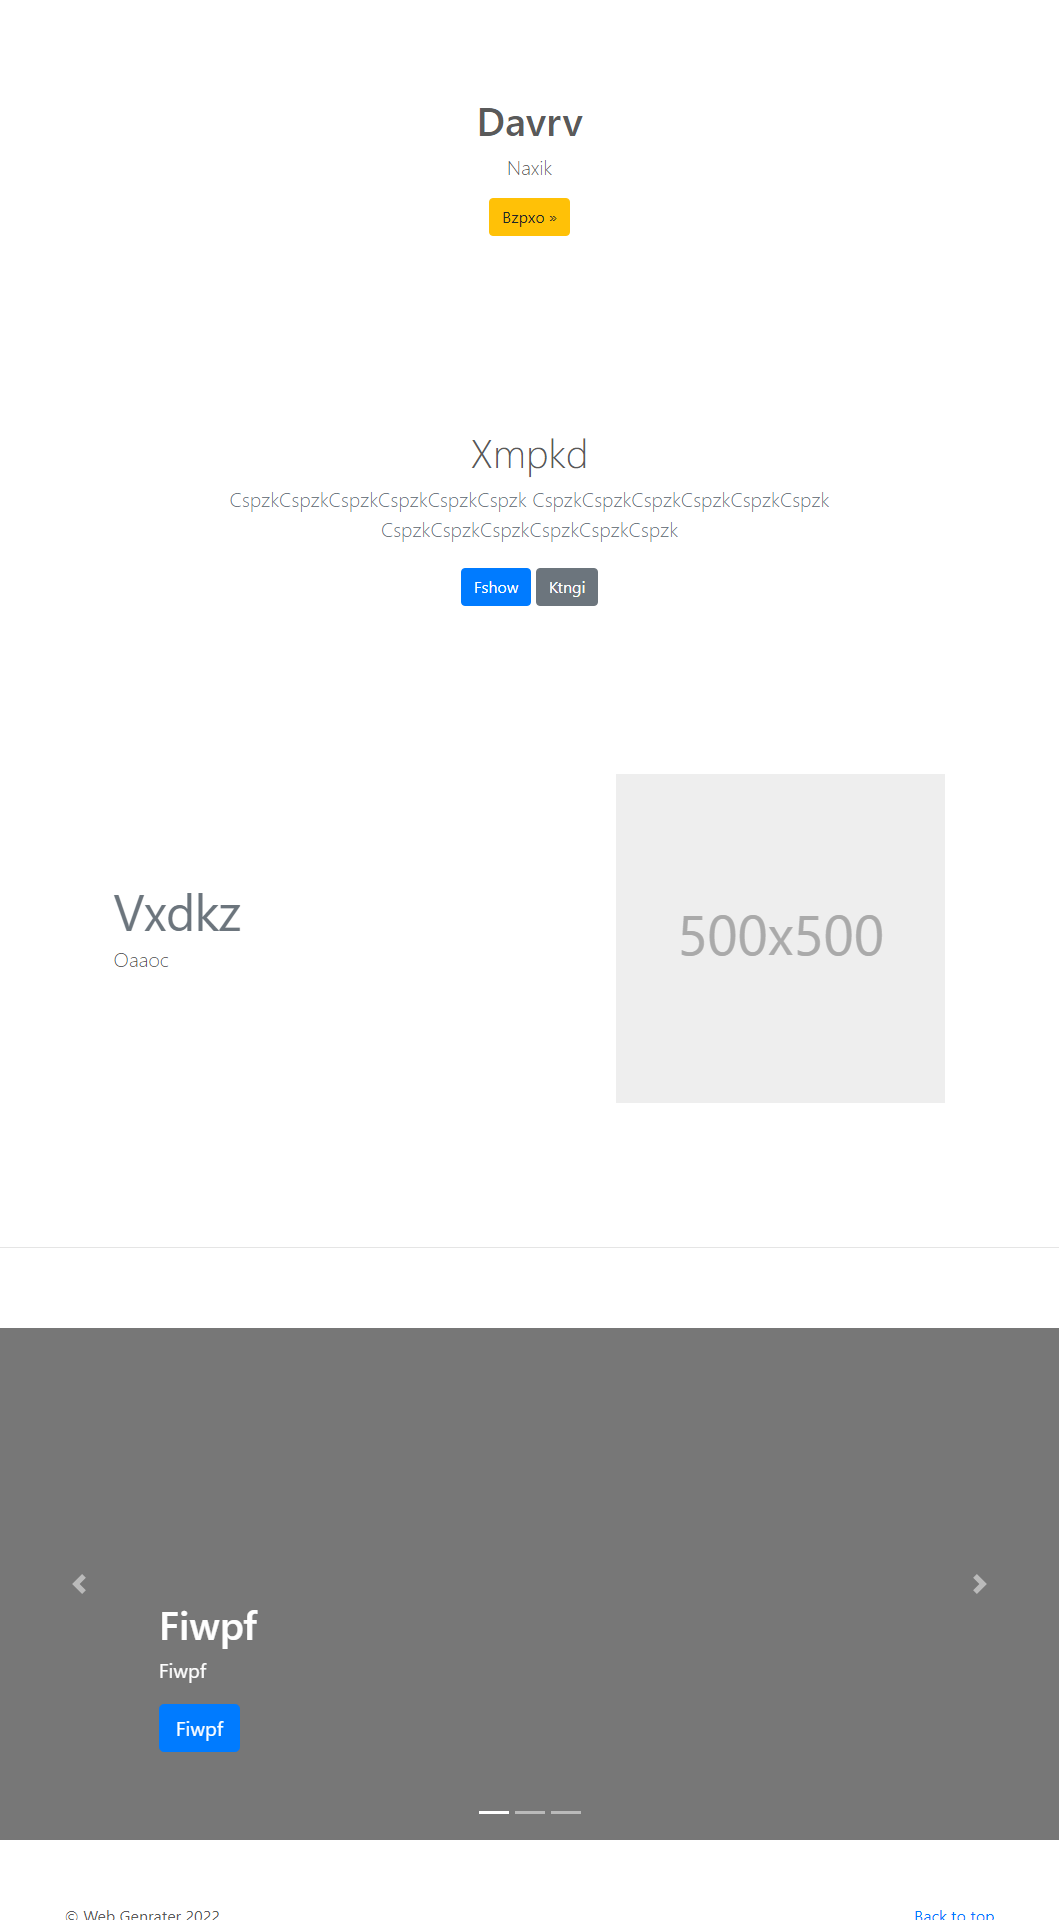 Davrv
Naxik
Bzpxo »
Xmpkd
CspzkCspzkCspzkCspzkCspzkCspzk CspzkCspzkCspzkCspzkCspzkCspzk
CspzkCspzkCspzkCspzkCspzkCspzk
Fshow Ktngi
Vxdkz
Oaaoc
500x500
Fiwpf
Fiwpf
Fiwpf
© Web Genrater 2022
Back to top